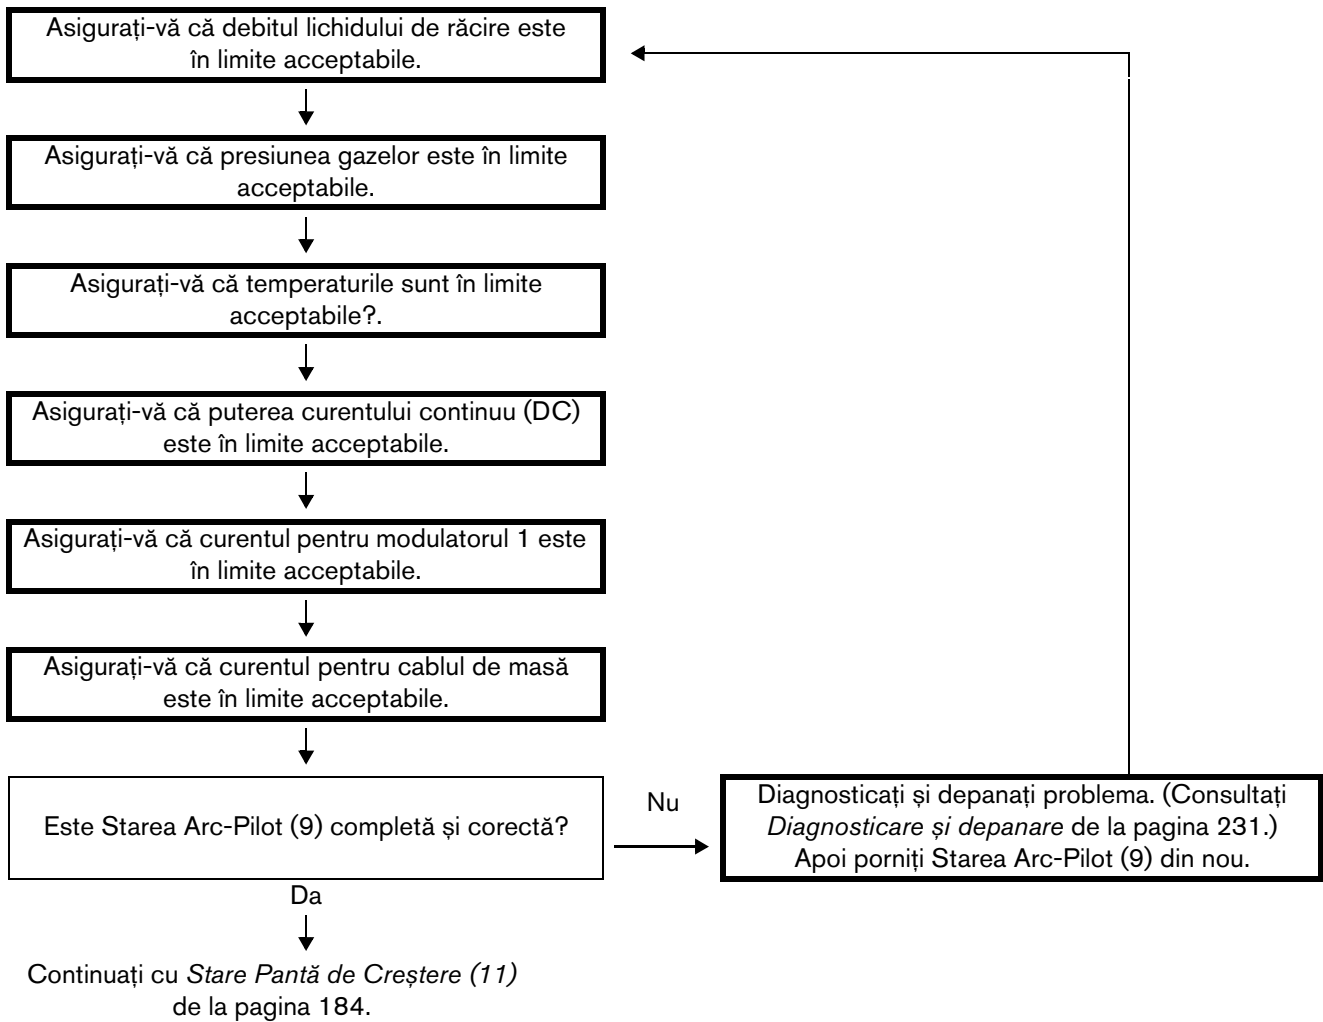 Asigurați-vă că debitul lichidului de răcire este
în limite acceptabile.
Asigurați-vă că presiunea gazelor este în limite
acceptabile.
Asigurați-vă că temperaturile sunt în limite
acceptabile?.
Asigurați-vă că puterea curentului continuu (DC)
este în limite acceptabile.
Asigurați-vă că curentul pentru modulatorul 1 este
în limite acceptabile.
Asigurați-vă că curentul pentru cablul de masă
este în limite acceptabile.
Este Starea Arc-Pilot (9) completă și corectă?
Nu
Diagnosticați și depanați problema. (Consultați
Diagnosticare și depanare de la pagina 231.)
Apoi porniți Starea Arc-Pilot (9) din nou.
Da
Continuați cu Stare Pantă de Creștere (11)
de la pagina 184.